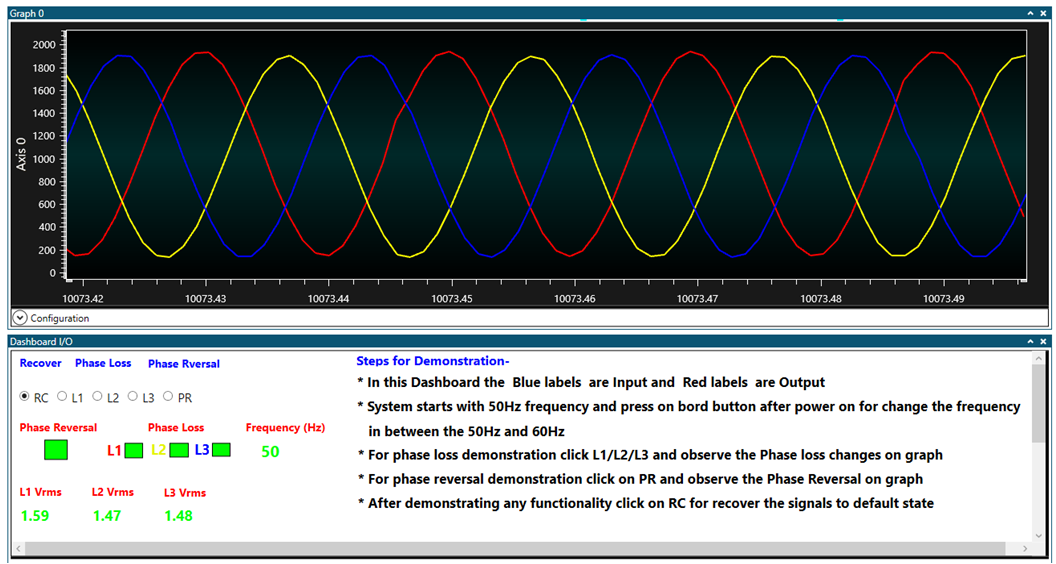 Graph 0
Axis 0
2000
1800
1600
1400
1200
1000
800
600
400
200
0
10073.42 10073.43 10073.44 10073.45 10073.46 10073.47 10073.48 10073.49
Configuration
Dashboard I/O
Recover Phase Loss Phase Rversal
RC L1 L2 L3 PR
Phase Reversal Phase Loss Frequency (Hz)
L1 L2 L3 50
L1 Vrms L2 Vrms L3 Vrms
1.59 1.47 1.48
Steps for Demonstration-
* In this Dashboard the Blue labels are Input and Red labels are Output
* System starts with 50Hz frequency and press on bord button after power on for change the frequency
in between the 50Hz and 60Hz
* For phase loss demonstration click L1/L2/L3 and observe the Phase loss changes on graph
* For phase reversal demonstration click on PR and observe the Phase Reversal on graph
* After demonstrating any functionality click on RC for recover the signals to default state